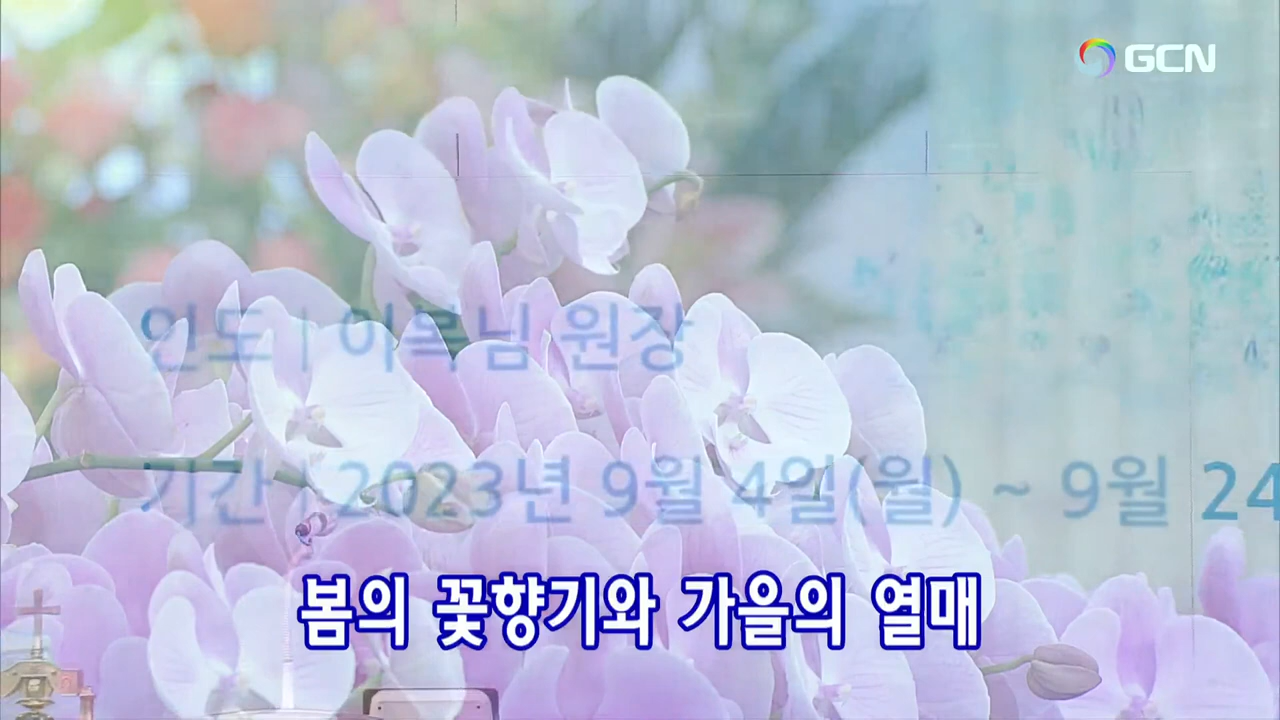 GCN
인도 | 이복님 원장
기간 | 2023년 9월 4일(월) ~ 9월 24
봄의 꽃향기와 가을의 열매